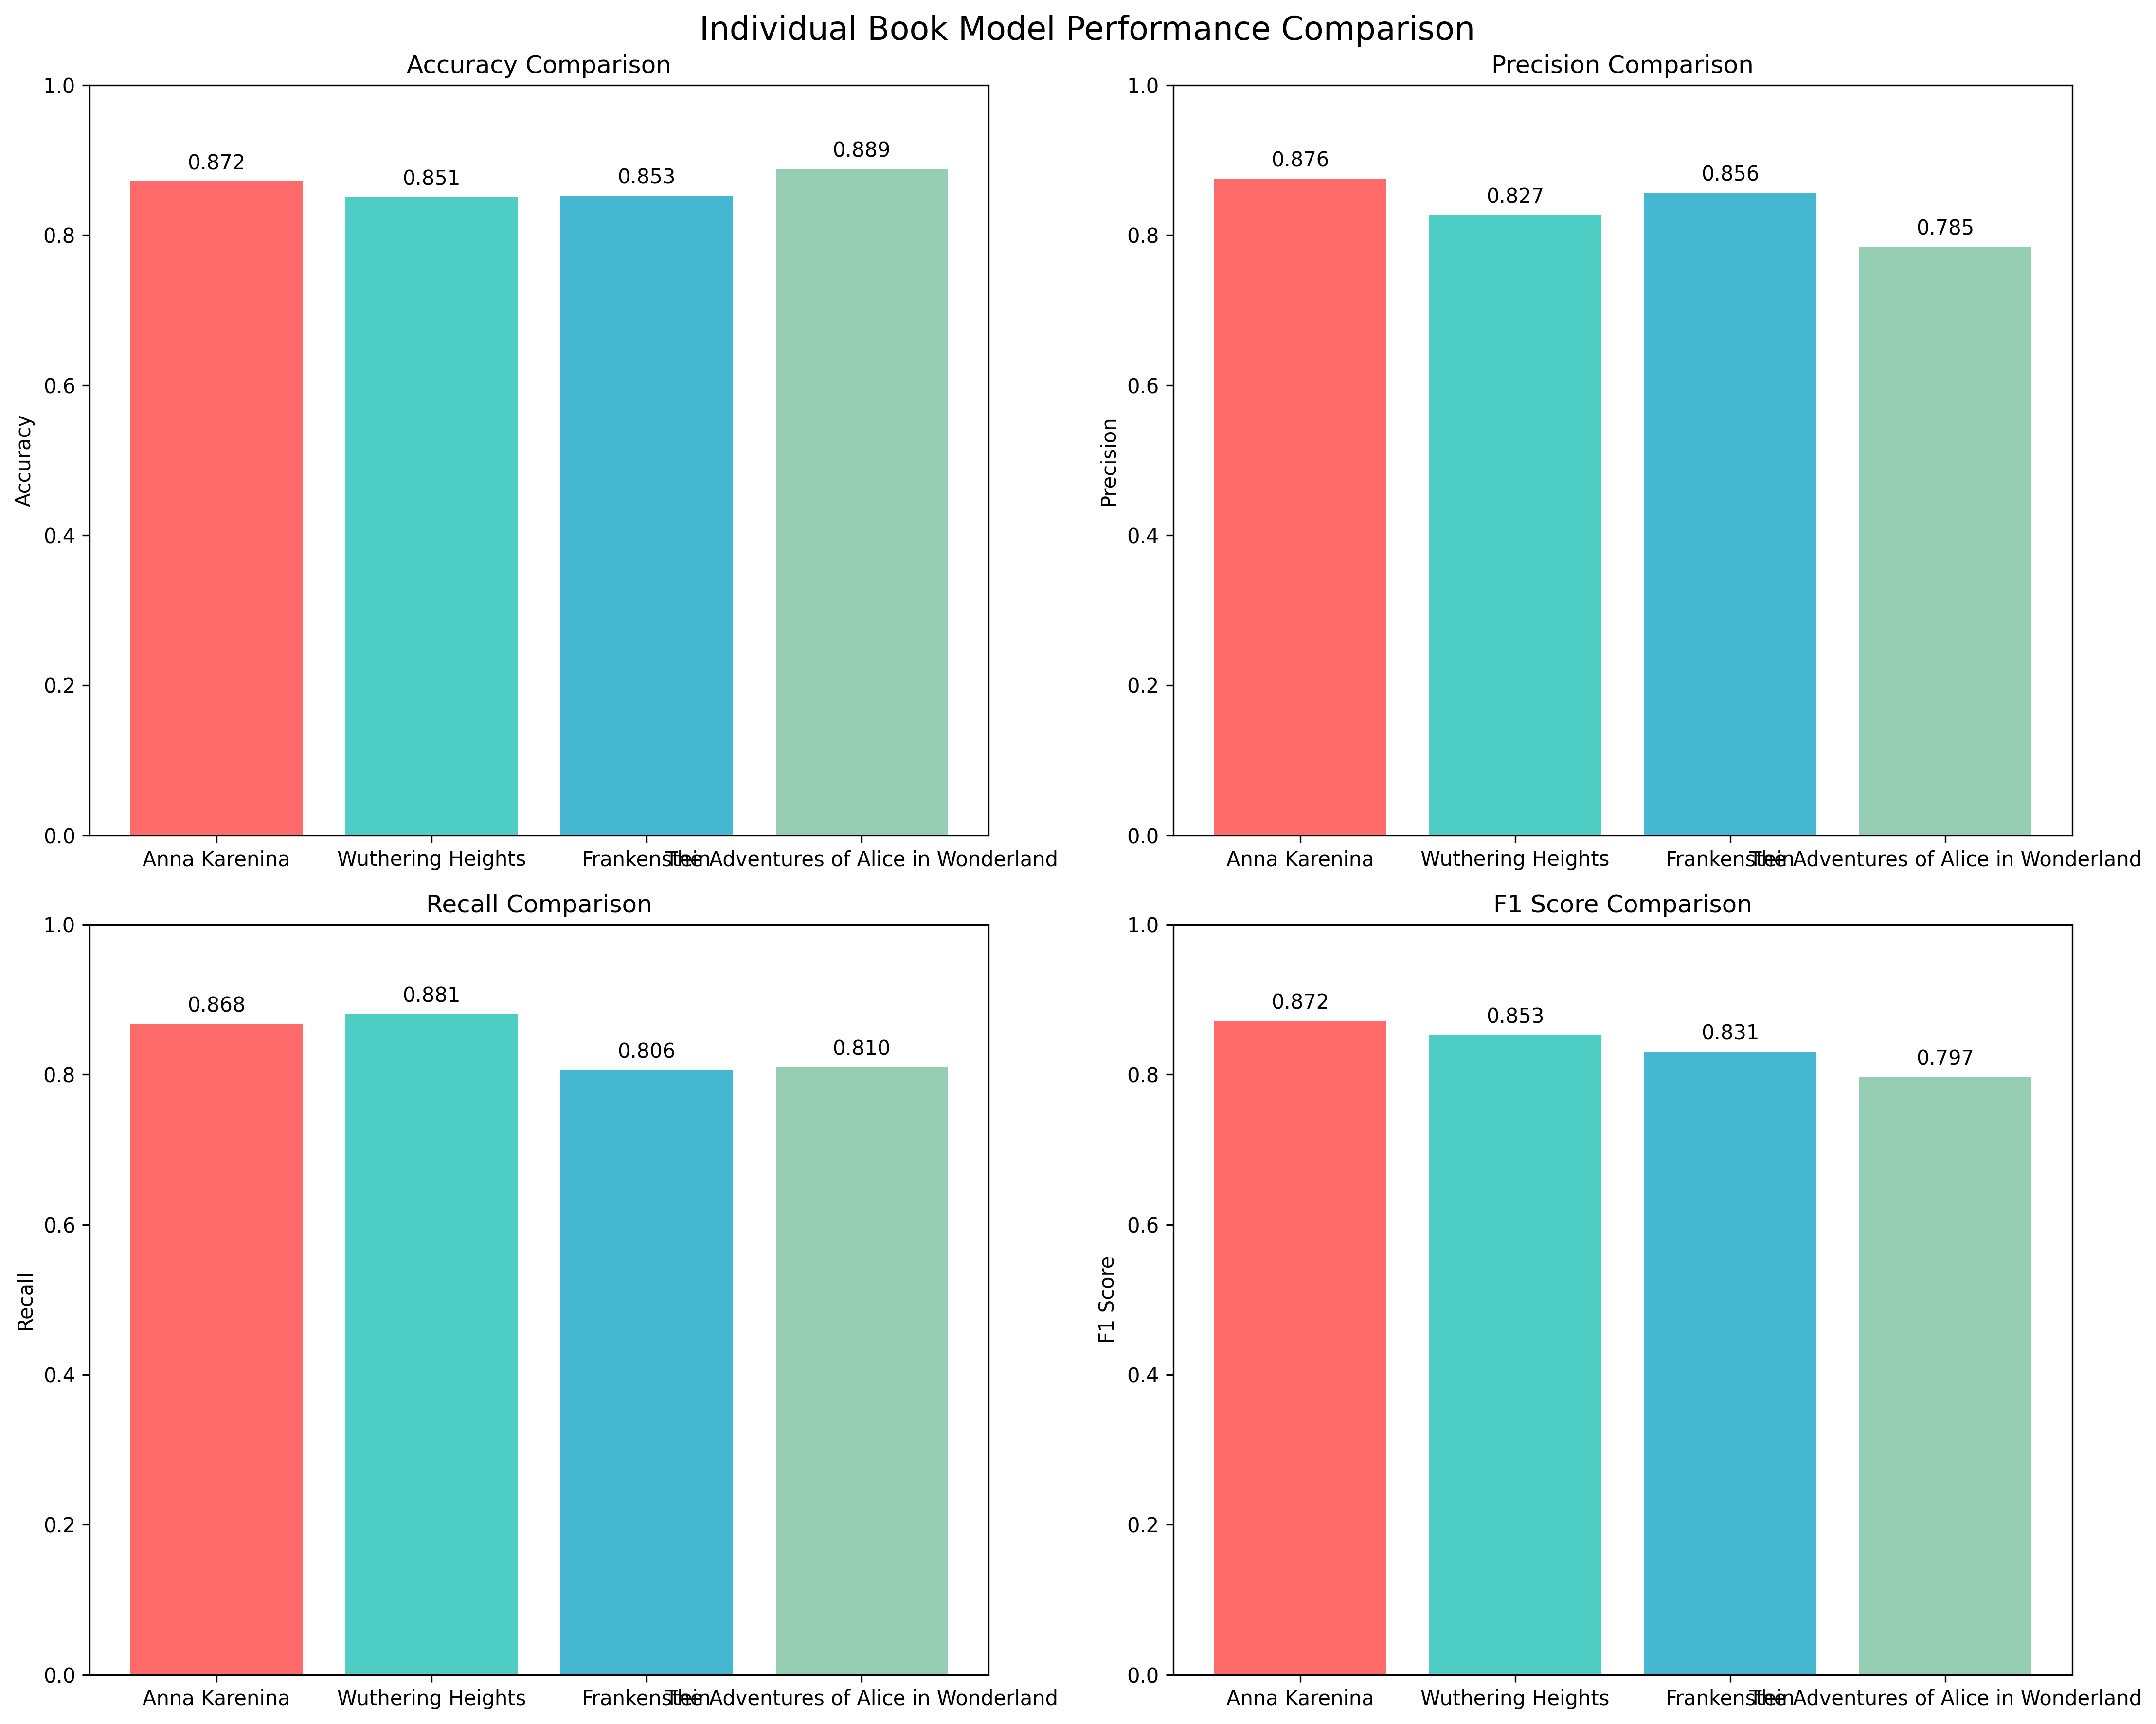 Individual Book Model Performance Comparison
Accuracy Comparison
1.0
0.8
0.6
0.4
0.2
0.0
Accuracy
0.872
0.851
0.853
0.889
Anna Karenina
Wuthering Heights
Frankenstein
The Adventures of Alice in Wonderland
Precision Comparison
1.0
0.8
0.6
0.4
0.2
0.0
Precision
0.876
0.827
0.856
0.785
Anna Karenina
Wuthering Heights
Frankenstein
The Adventures of Alice in Wonderland
Recall Comparison
1.0
0.8
0.6
0.4
0.2
0.0
Recall
0.868
0.881
0.806
0.810
Anna Karenina
Wuthering Heights
Frankenstein
The Adventures of Alice in Wonderland
F1 Score Comparison
1.0
0.8
0.6
0.4
0.2
0.0
F1 Score
0.872
0.853
0.831
0.797
Anna Karenina
Wuthering Heights
Frankenstein
The Adventures of Alice in Wonderland